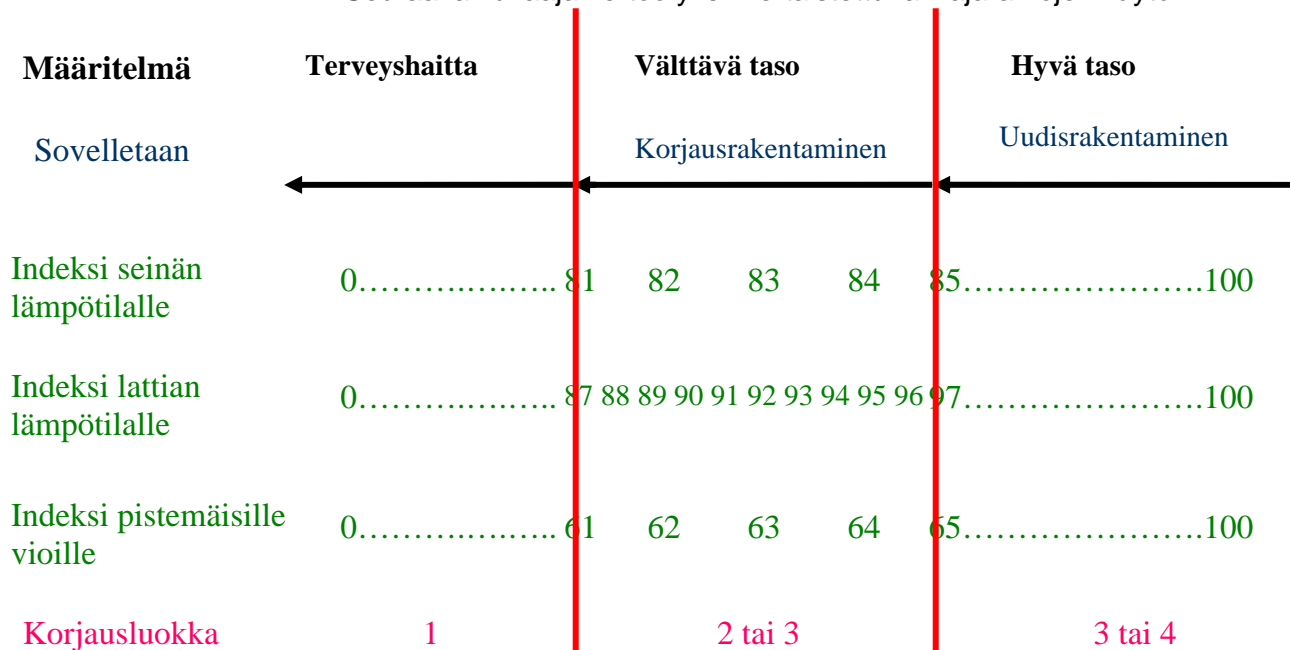 Määritelmä Terveyshaitta Välttävä taso Hyvä taso
Sovelletaan Korjausrakentaminen Uudisrakentaminen
Indeksi seinän
lämpötilalle 0……………….. 81 82 83 84 85…………………….100
Indeksi lattian
lämpötilalle 0……………….. 87 88 89 90 91 92 93 94 95 96 97…………………….100
Indeksi pistemäisille
vioille 0……………….. 61 62 63 64 65…………………….100
Korjausluokka 1 2 tai 3 3 tai 4